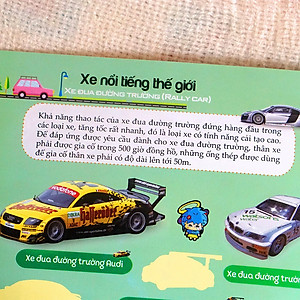 Xe nổi tiếng thế giới
XE ĐUA ĐƯỜNG TRƯỜNG (RALLY CAR)
Khả năng thao tác của xe đua đường trường đứng hàng đầu trong
các loại xe, tăng tốc rất nhanh, đó là loại xe có tính năng cải tạo cao.
Để đáp ứng được yêu cầu dành cho xe đua đường trường, thân xe
phải được gia cố trong 500 giờ đồng hồ, những ống thép được dùng
để gia cố thân xe phải có độ dài lên tới 50m.
Hasseröder
Xe đua đường trường Audi
Xe đua đường trường